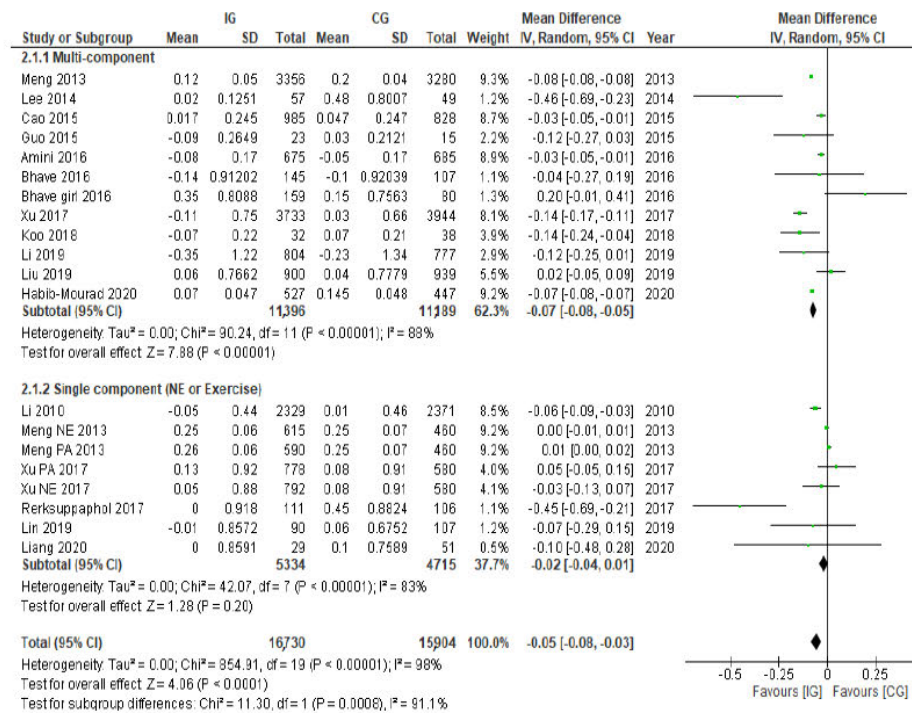 IG CG Mean Difference Mean Difference
Study or Subgroup Mean SD Total Mean SD Total Weight IV, Random, 95% CI Year IV, Random, 95% CI
2.1.1 Multi-component
Meng 2013 0.12 0.05 3356 0.2 0.04 3280 9.3% -0.08 [-0.08, -0.08] 2013
Lee 2014 0.02 0.1251 57 0.48 0.8007 49 1.2% -0.46 [-0.69, -0.23] 2014
Cao 2015 0.017 0.245 985 0.047 0.247 828 9.0% -0.03 [-0.05, -0.01] 2015
Guo 2015 -0.09 0.2649 23 0.03 0.2121 15 2.5% -0.12 [-0.27, 0.03] 2015
Amini 2016 -0.08 0.17 675 -0.05 0.17 685 9.1% -0.03 [-0.05, -0.01] 2016
Bhave 2016 -0.14 0.91202 145 -0.1 0.92039 107 1.2% -0.04 [-0.27, 0.19] 2016
Bhave girl 2016 0.35 0.8088 159 0.15 0.7563 80 1.4% 0.20 [-0.01, 0.41] 2016
Xu 2017 -0.11 0.75 3733 0.03 0.66 3944 8.5% -0.14 [-0.17, -0.11] 2017
Koo 2018 -0.07 0.22 32 0.07 0.21 38 4.1% -0.14 [-0.24, -0.04] 2018
Li 2019 -0.35 1.22 804 -0.23 1.34 777 2.9% -0.12 [-0.25, 0.01] 2019
Liu 2019 0.06 0.7662 900 0.04 0.7779 939 5.5% 0.02 [-0.05, 0.09] 2019
Habib-Mourad 2020 0.07 0.047 527 0.145 0.048 447 9.2% -0.07 [-0.08, -0.07] 2020
Subtotal (95% CI) 11,396 11,189 62.3% -0.07 [-0.08, -0.05]
Heterogeneity: Tau² = 0.00; Chi² = 90.24, df = 11 (P < 0.00001); I² = 88%
Test for overall effect: Z = 7.88 (P < 0.00001)
2.1.2 Single component (NE or Exercise)
Li 2010 -0.05 0.44 2329 0.01 0.46 2371 8.5% -0.06 [-0.09, -0.03] 2010
Meng NE 2013 0.25 0.06 615 0.25 0.07 460 9.2% 0.00 [-0.01, 0.01] 2013
Meng PA 2013 0.26 0.06 590 0.25 0.07 460 9.2% 0.01 [0.00, 0.02] 2013
Xu PA 2017 0.13 0.92 778 0.08 0.91 580 4.0% 0.05 [-0.05, 0.15] 2017
Xu NE 2017 0.05 0.88 792 0.08 0.91 580 4.1% -0.03 [-0.13, 0.07] 2017
Rerksuppaphol 2017 0 0.918 111 0.45 0.8824 106 1.1% -0.45 [-0.69, -0.21] 2017
Lin 2019 -0.01 0.8572 90 0.06 0.6752 107 1.3% -0.07 [-0.29, 0.15] 2019
Liang 2020 0 0.8591 29 0.1 0.7589 51 0.5% -0.10 [-0.48, 0.28] 2020
Subtotal (95% CI) 5334 4715 37.7% -0.02 [-0.04, 0.01]
Heterogeneity: Tau² = 0.00; Chi² = 42.07, df = 7 (P < 0.00001); I² = 83%
Test for overall effect: Z = 1.28 (P = 0.20)
Total (95% CI) 16,730 15,904 100.0% -0.05 [-0.08, -0.03]
Heterogeneity: Tau² = 0.00; Chi² = 854.91, df = 19 (P < 0.00001); I² = 98%
Test for overall effect: Z = 4.06 (P < 0.0001)
Test for subgroup differences: Chi² = 11.30, df = 1 (P = 0.0008), I² = 91.1%
-0.5 -0.25 0 0.25
Favours [IG] Favours [CG]